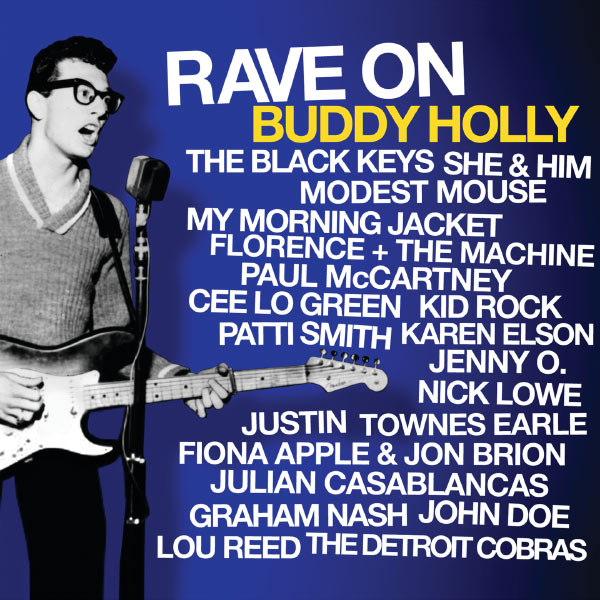 RAVE ON
BUDDY HOLLY
THE BLACK KEYS SHE & HIM
MODEST MOUSE
MY MORNING JACKET
FLORENCE + THE MACHINE
PAUL McCARTNEY
CEE LO GREEN KID ROCK
PATTI SMITH KAREN ELSON
JENNY O.
NICK LOWE
JUSTIN TOWNES EARLE
FIONA APPLE & JON BRION
JULIAN CASABLANCAS
GRAHAM NASH JOHN DOE
LOU REED THE DETROIT COBRAS